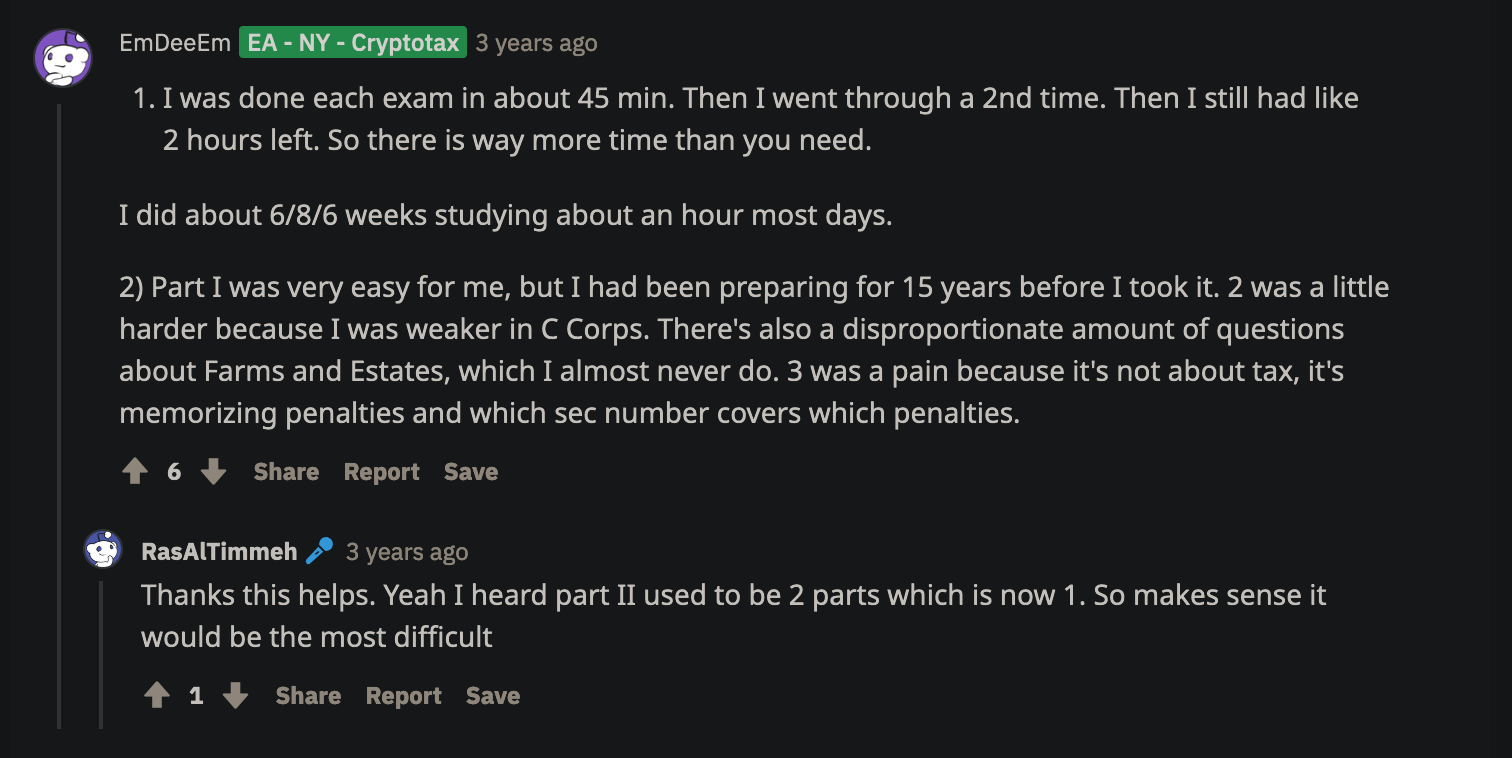 EmDeeEm EA - NY - Cryptotax 3 years ago
1. I was done each exam in about 45 min. Then I went through a 2nd time. Then I still had like
2 hours left. So there is way more time than you need.
I did about 6/8/6 weeks studying about an hour most days.
2) Part I was very easy for me, but I had been preparing for 15 years before I took it. 2 was a little
harder because I was weaker in C Corps. There's also a disproportionate amount of questions
about Farms and Estates, which I almost never do. 3 was a pain because it's not about tax, it's
memorizing penalties and which sec number covers which penalties.
6 Share Report Save
RasAlTimmeh 3 years ago
Thanks this helps. Yeah I heard part II used to be 2 parts which is now 1. So makes sense it
would be the most difficult
1 Share Report Save